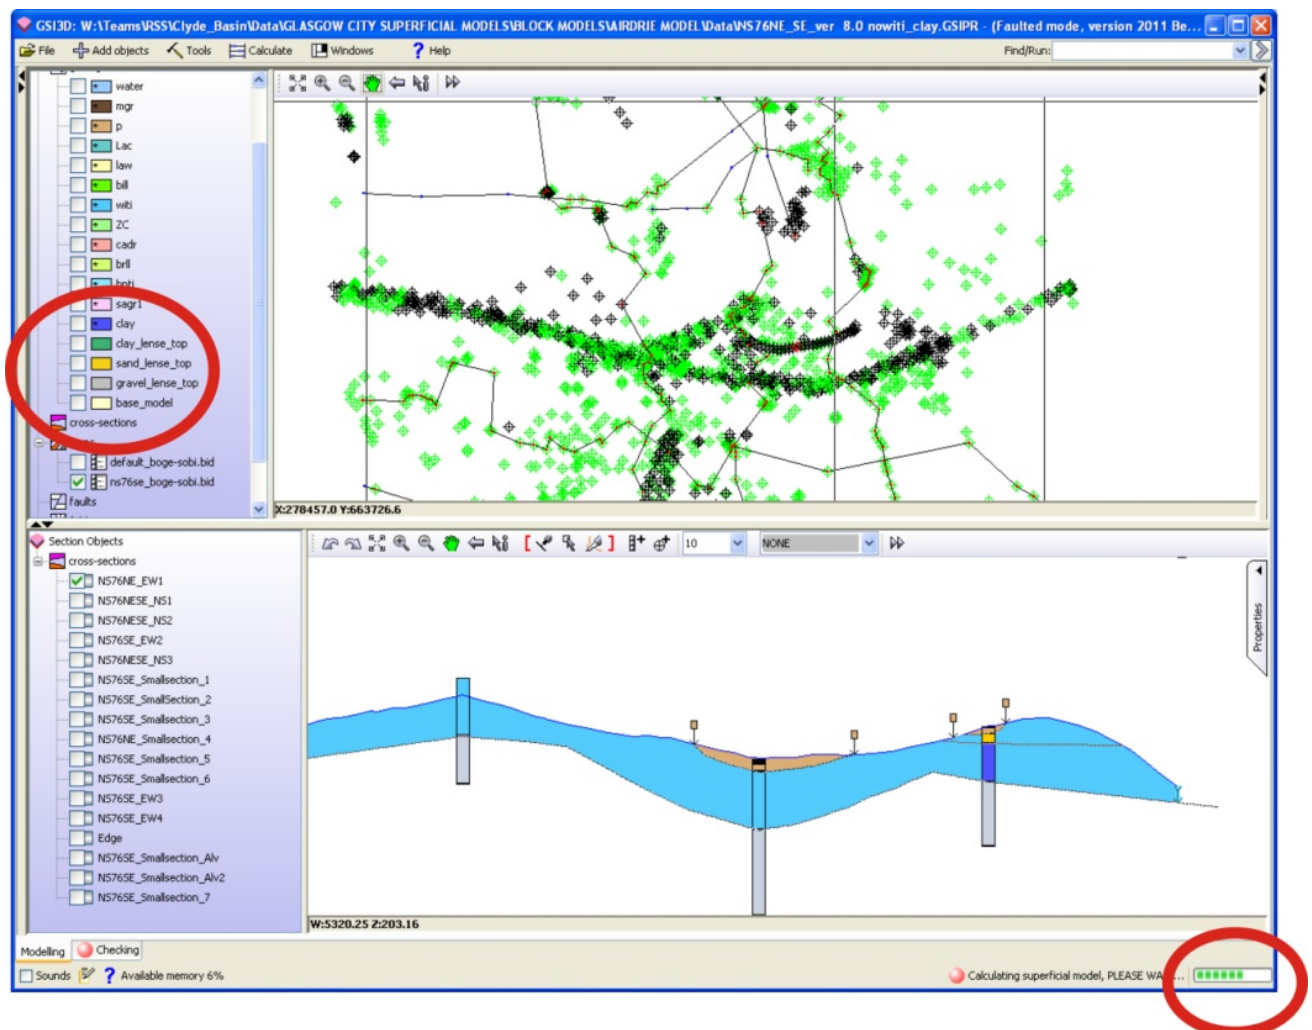 GSI3D: W:\Teams\RSS\Clyde_Basin\Data\GLASGOW CITY SUPERFICIAL MODELS\BLOCK MODELS\AIRDRIE MODEL\Data\NS76NE_SE_ver 8.0 nowiti_clay.GSIPR - (Faulted mode, version 2011 Be...
File Add objects Tools Calculate Windows ? Help Find/Run:
water
mgr
p
Lac
law
bill
witi
ZC
cadr
brll
sagr1
clay
clay_lense_top
sand_lense_top
gravel_lense_top
base_model
cross-sections
default_boge-sobi.bid
ns76se_boge-sobi.bid
faults
X:278457.0 Y:663726.6
Section Objects
cross-sections
10 NONE
NS76NE_EW1
NS76NESE_NS1
NS76NESE_NS2
NS76SE_EW2
NS76NESE_NS3
NS76SE_Smallsection_1
NS76SE_SmallSection_2
NS76SE_Smallsection_3
NS76NE_Smallsection_4
NS76SE_Smallsection_5
NS76SE_Smallsection_6
NS76SE_EW3
NS76SE_EW4
Edge
NS76SE_Smallsection_Alv
NS76SE_Smallsection_Alv2
NS76SE_Smallsection_7
Properties
W:5320.25 Z:203.16
Modelling Checking
Sounds ? Available memory 6% Calculating superficial model, PLEASE WA...